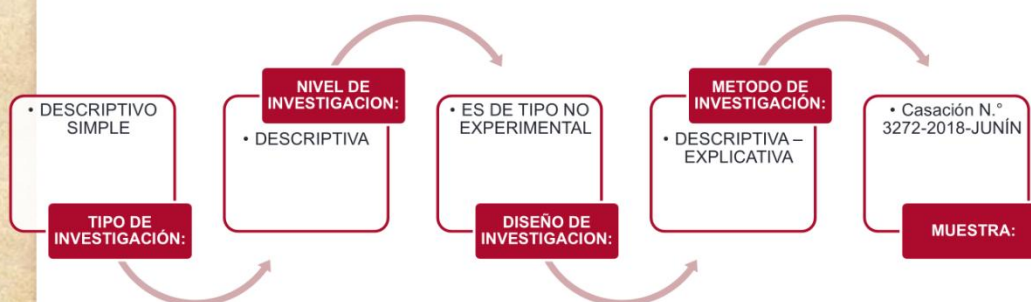 • DESCRIPTIVO
SIMPLE
TIPO DE
INVESTIGACIÓN:
NIVEL DE
INVESTIGACION:
• DESCRIPTIVA
• ES DE TIPO NO
EXPERIMENTAL
DISEÑO DE
INVESTIGACION:
METODO DE
INVESTIGACIÓN:
• DESCRIPTIVA –
EXPLICATIVA
• Casación N.°
3272-2018-JUNÍN
MUESTRA: